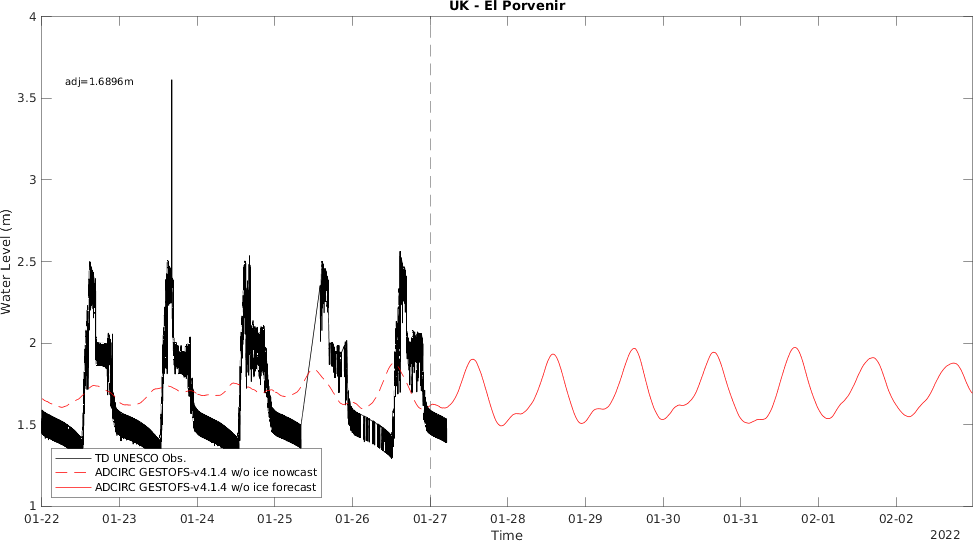 UK - El Porvenir
4
3.5
3
2.5
2
1.5
1
Water Level (m)
adj=1.6896m
TD UNESCO Obs.
ADCIRC GESTOFS-v4.1.4 w/o ice nowcast
ADCIRC GESTOFS-v4.1.4 w/o ice forecast
01-22 01-23 01-24 01-25 01-26 01-27 01-28 01-29 01-30 01-31 02-01 02-02
Time
2022